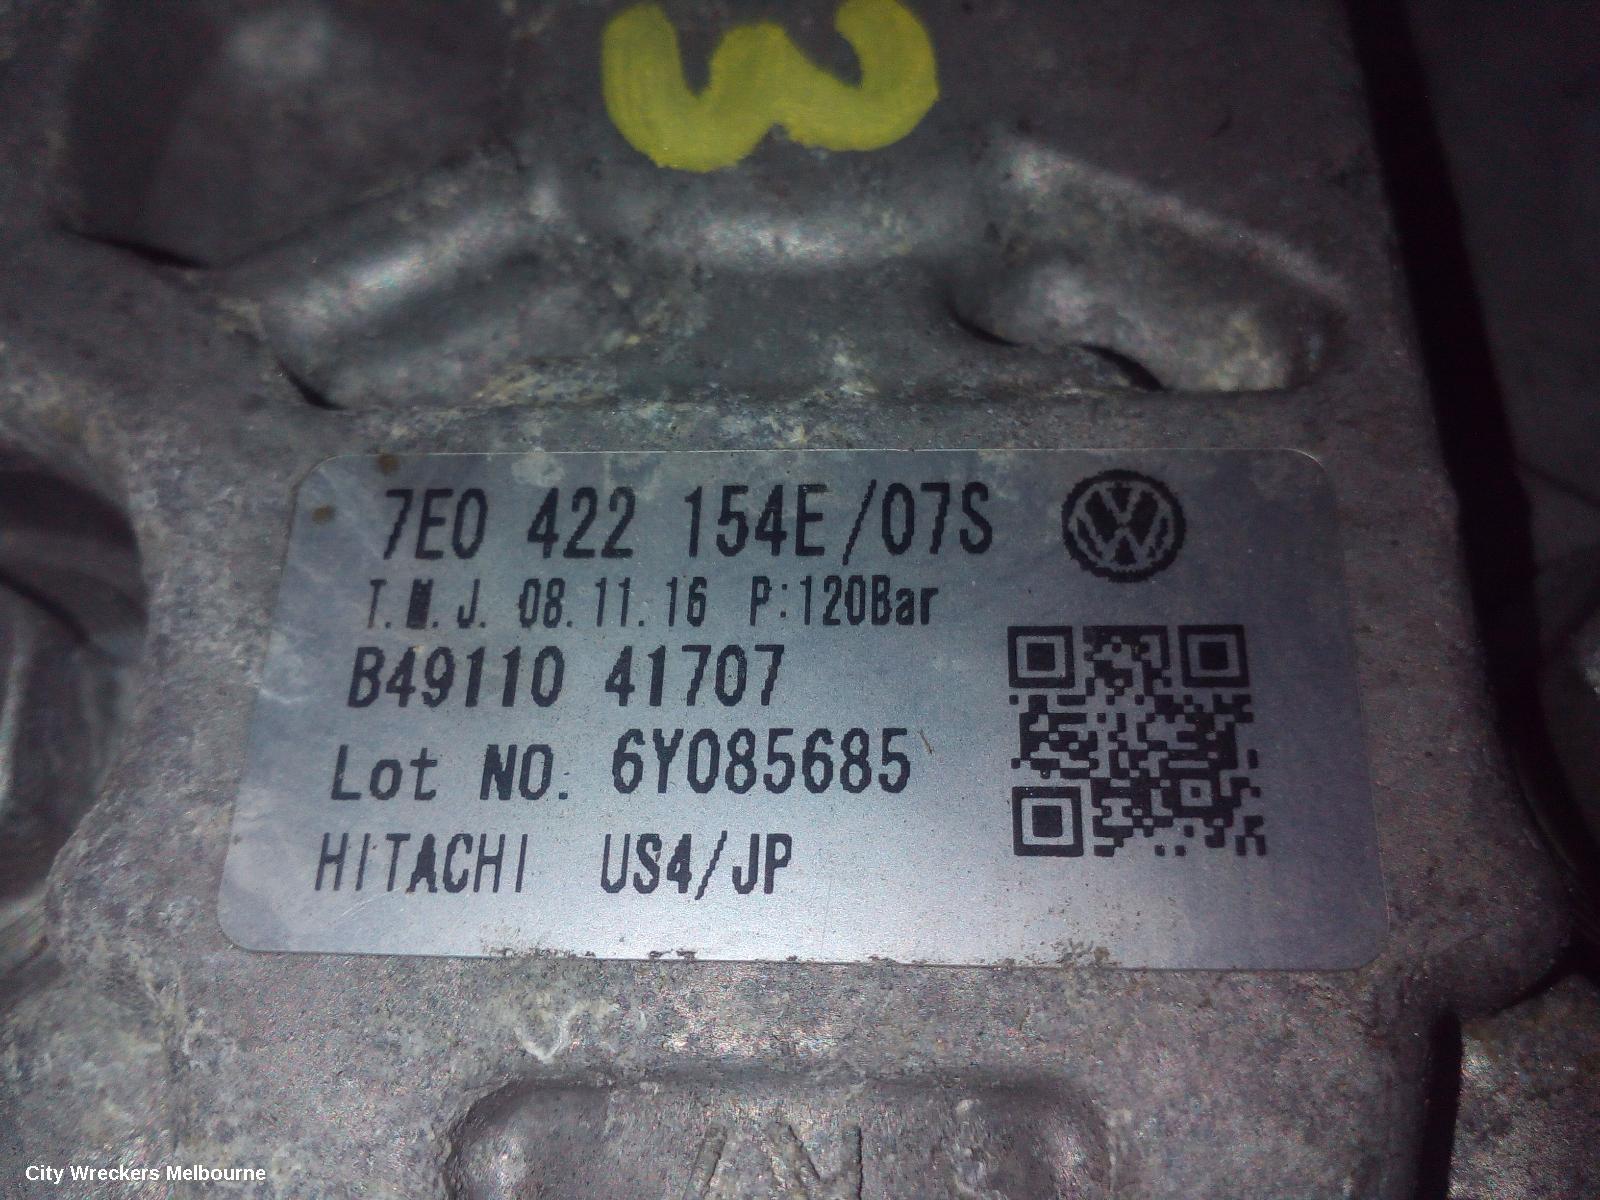 3
7E0 422 154E/07S
T.M.J. 08.11.16 P:120Bar
B49110 41707
Lot NO. 6Y085685
HITACHI US4/JP
City Wreckers Melbourne